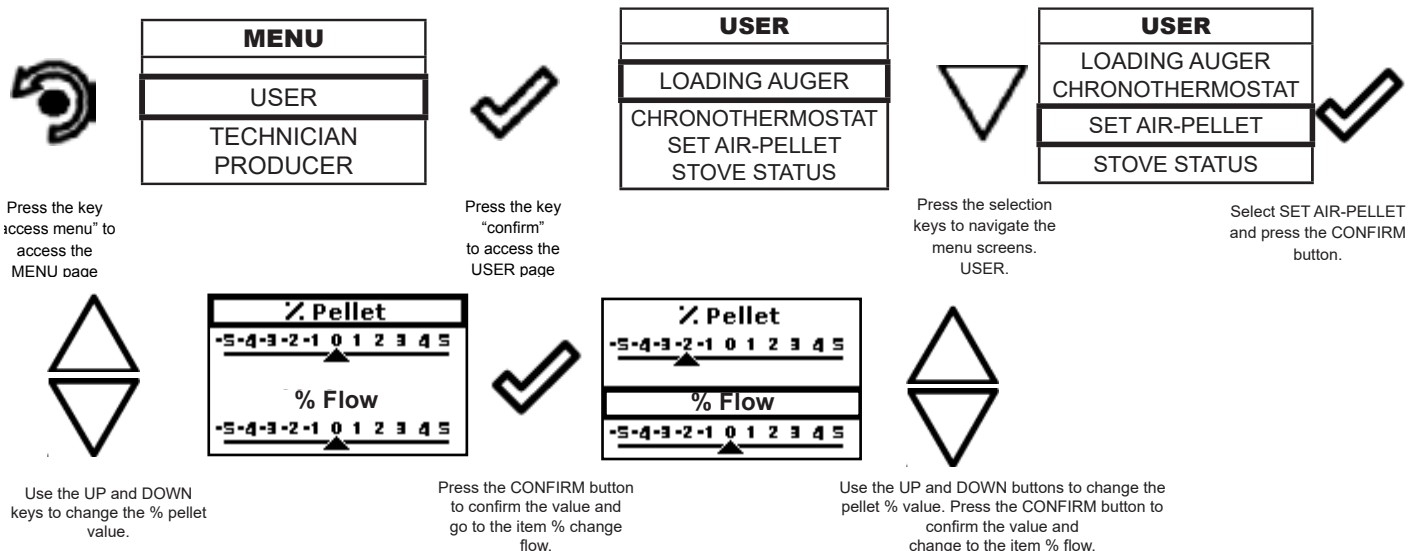 MENU
USER
TECHNICIAN
PRODUCER
USER
LOADING AUGER
CHRONOTHERMOSTAT
SET AIR-PELLET
STOVE STATUS
USER
LOADING AUGER
CHRONOTHERMOSTAT
SET AIR-PELLET
STOVE STATUS
Press the key
access menu” to
access the
MENU page
Press the key
“confirm”
to access the
USER page
Press the selection
keys to navigate the
menu screens.
USER.
Select SET AIR-PELLET
and press the CONFIRM
button.
% Pellet
-5-4-3-2-1 0 1 2 3 4 5
% Flow
-5-4-3-2-1 0 1 2 3 4 5
% Pellet
-5-4-3-2-1 0 1 2 3 4 5
% Flow
-5-4-3-2-1 0 1 2 3 4 5
Use the UP and DOWN
keys to change the % pellet
value.
Press the CONFIRM button
to confirm the value and
go to the item % change
flow.
Use the UP and DOWN buttons to change the
pellet % value. Press the CONFIRM button to
confirm the value and
change to the item % flow.